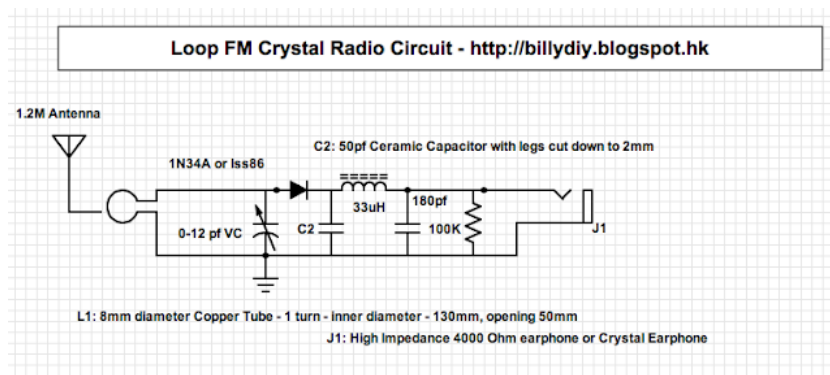 Loop FM Crystal Radio Circuit - http://billydiy.blogspot.hk
1.2M Antenna
C2: 50pf Ceramic Capacitor with legs cut down to 2mm
1N34A or Iss86
33uH
180pf
0-12 pf VC
C2
100K
J1
L1: 8mm diameter Copper Tube - 1 turn - inner diameter - 130mm, opening 50mm
J1: High Impedance 4000 Ohm earphone or Crystal Earphone